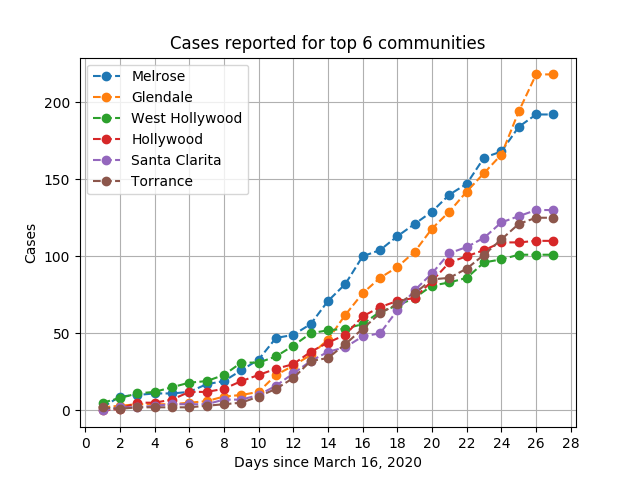 Cases reported for top 6 communities
Melrose
Glendale
West Hollywood
Hollywood
Santa Clarita
Torrance
Cases
200
150
100
50
0
0 2 4 6 8 10 12 14 16 18 20 22 24 26 28
Days since March 16, 2020